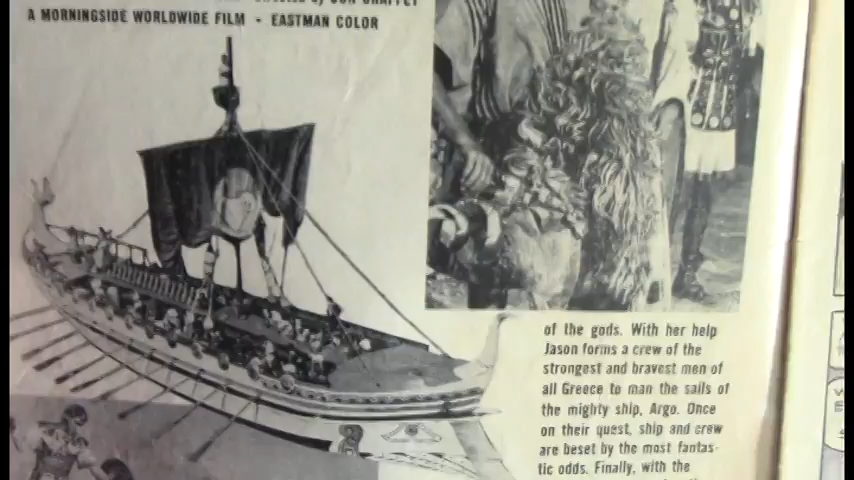 A MORNINGSIDE WORLDWIDE FILM - EASTMAN COLOR
of the gods. With her help
Jason forms a crew of the
strongest and bravest men of
all Greece to man the sails of
the mighty ship, Argo. Once
on their quest, ship and crew
are beset by the most fantas-
tic odds. Finally, with the